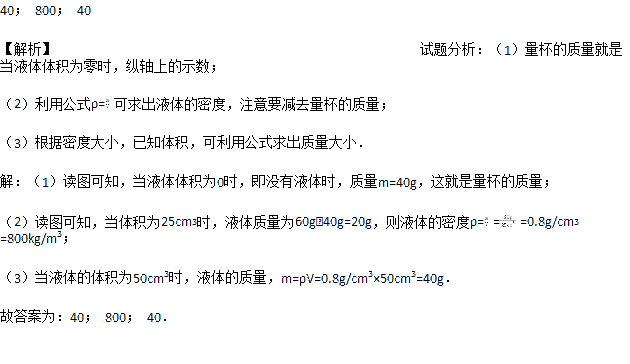 40； 800； 40
【解析】 试题分析：（1）量杯的质量就是
当液体体积为零时，纵轴上的示数；
（2）利用公式ρ= 可求出液体的密度，注意要减去量杯的质量；
（3）根据密度大小，已知体积，可利用公式求出质量大小．
解：（1）读图可知，当液体体积为0时，即没有液体时，质量m=40g，这就是量杯的质量；
（2）读图可知，当体积为25cm3时，液体质量为60g 40g=20g，则液体的密度ρ= = =0.8g/cm3
=800kg/m³；
（3）当液体的体积为50cm³时，液体的质量，m=ρV=0.8g/cm³×50cm³=40g．
故答案为：40； 800； 40．